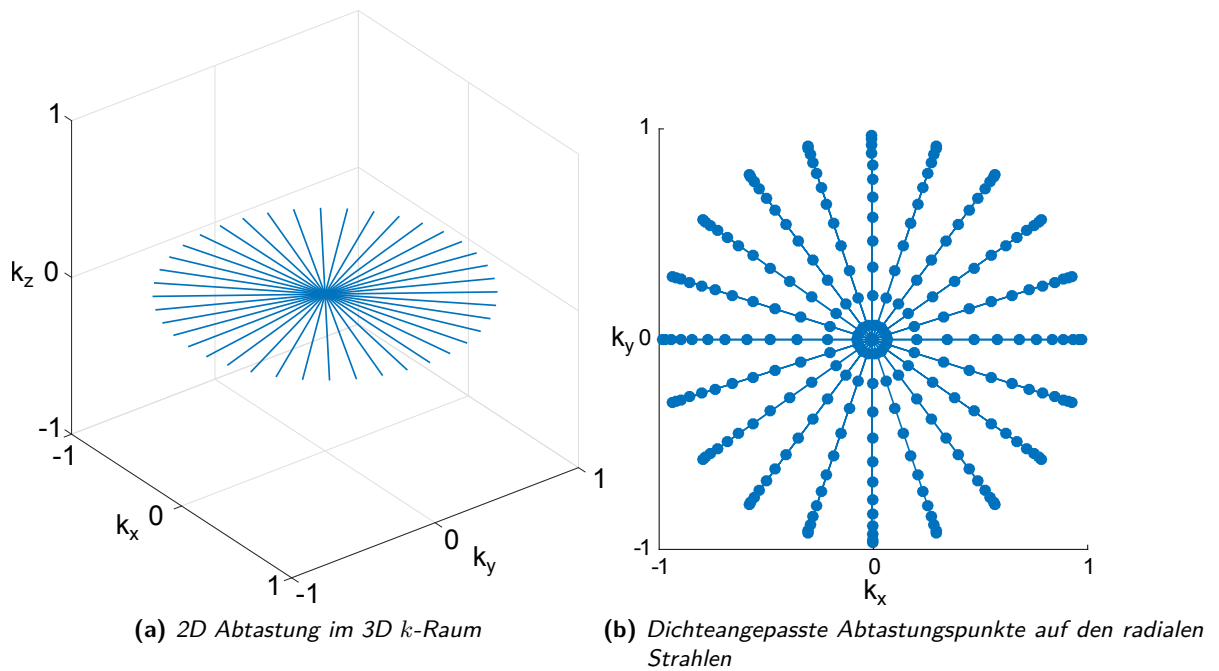 1
k_z 0
-1
-1
k_x 0
1
-1
0
k_y
1
(a) 2D Abtastung im 3D k-Raum
1
k_y 0
-1
-1
0
1
k_x
(b) Dichteangepasste Abtastungspunkte auf den radialen
Strahlen